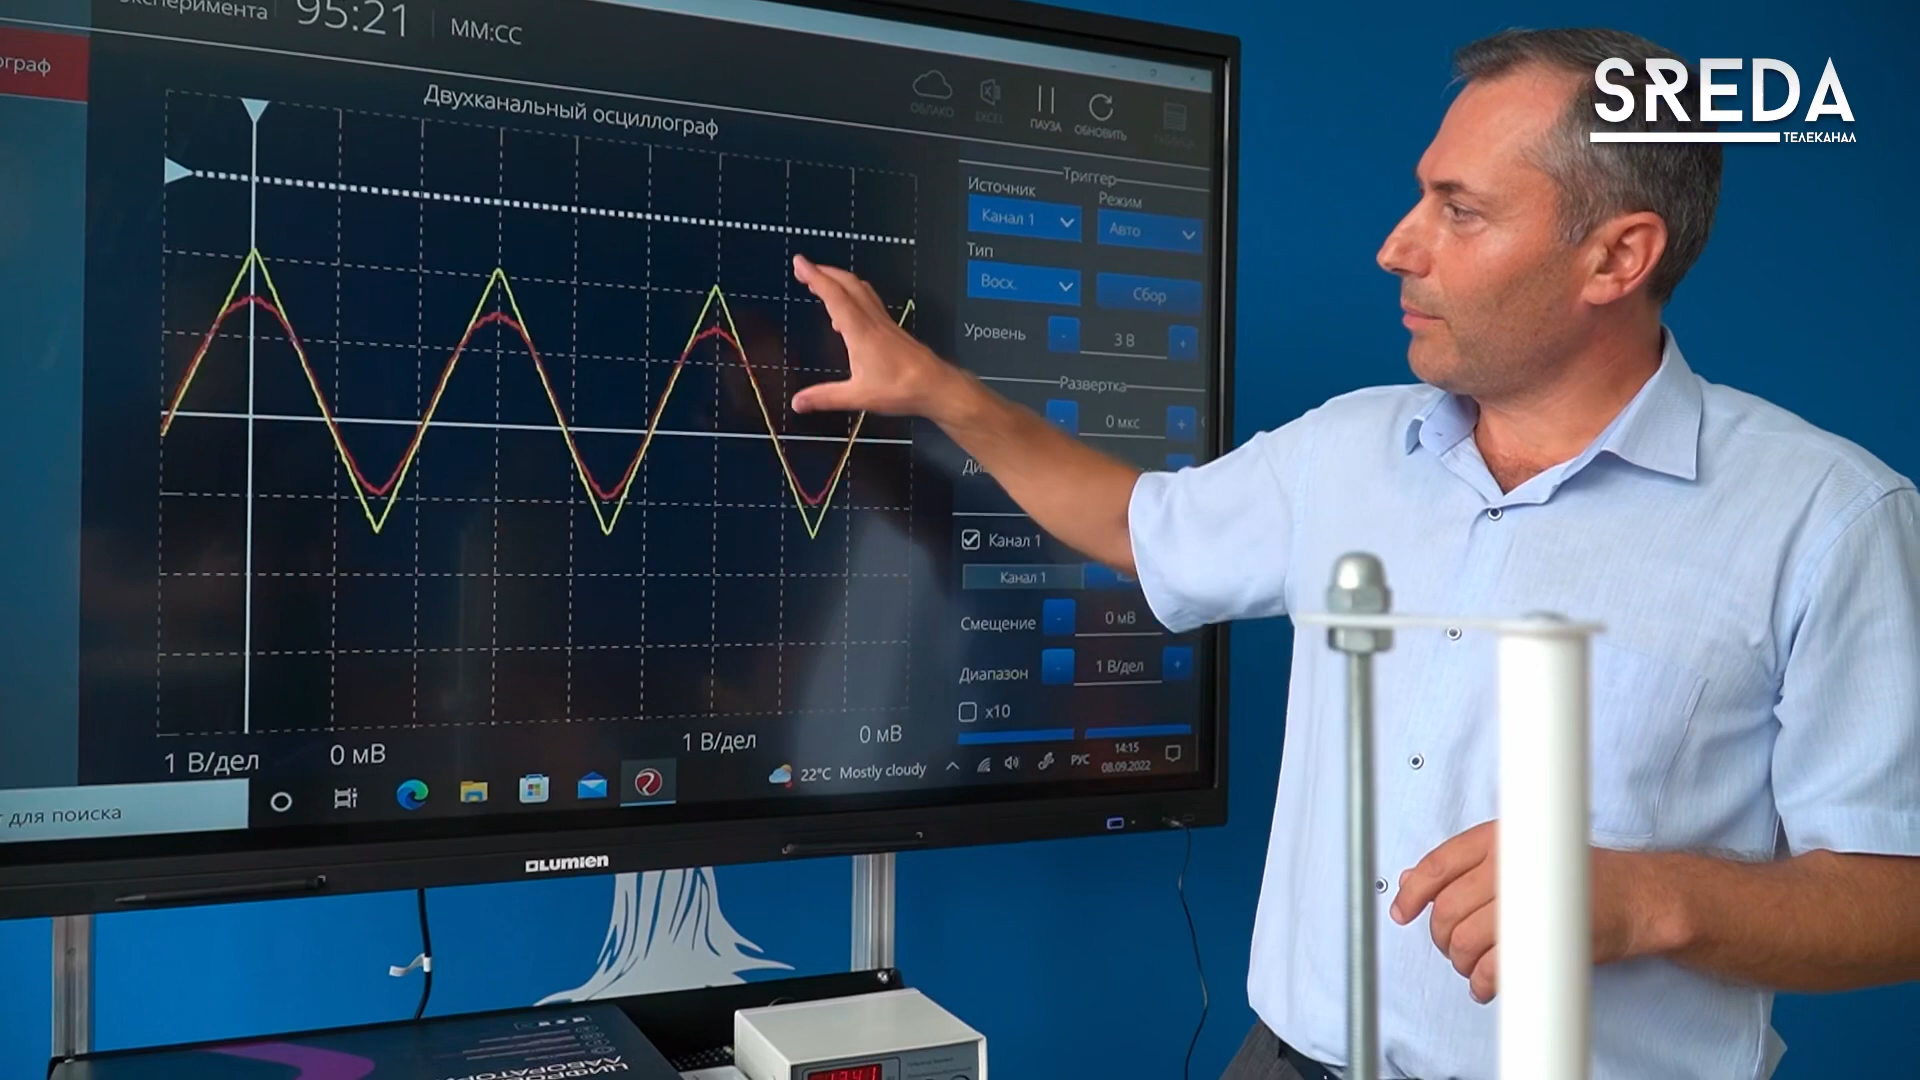 эксперимента 95:21 ММ:СС
ограф
SREDA
ТЕЛЕКАНАЛ
Двухканальный осциллограф
ОБЛАКО EXCEL ПАУЗА ОБНОВИТЬ ТАБЛИЦА
Триггер
Источник Режим
Канал 1 Авто
Тип
Восх. Сбор
Уровень - 3 В +
Развертка
- 0 мкс +
Канал 1
Канал 1
Смещение - 0 мВ
Диапазон - 1 В/дел +
x10
1 В/дел 0 мВ 1 В/дел 0 мВ
для поиска
22°C Mostly cloudy
РУС
14:15
08.09.2022
Lumien